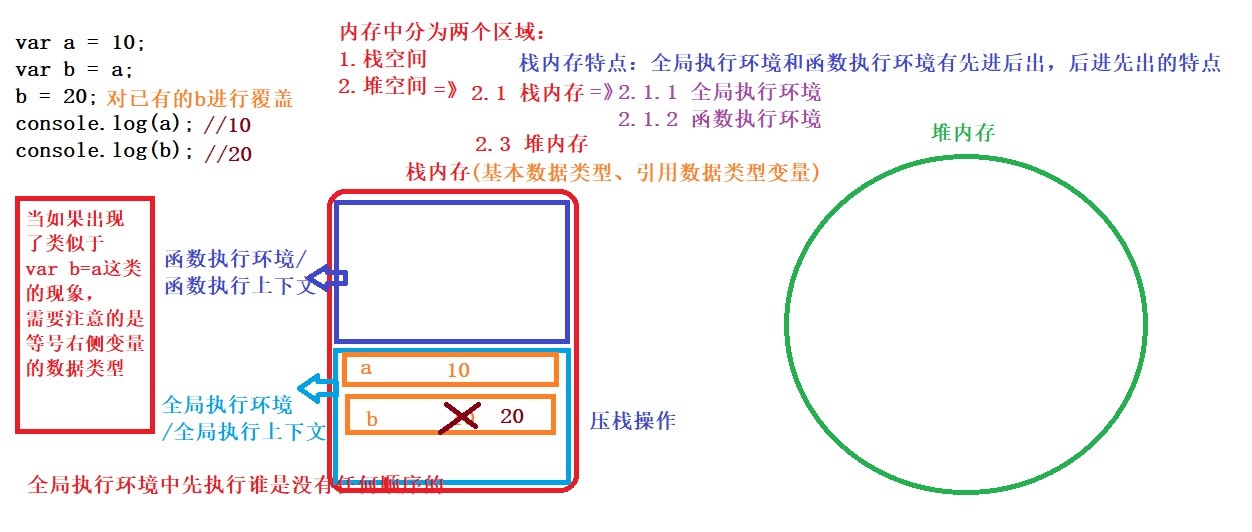 var a = 10;
var b = a;
b = 20; 对已有的b进行覆盖
console.log(a); //10
console.log(b); //20
内存中分为两个区域：
1. 栈空间
2. 堆空间 =》 2.1 栈内存 =》 2.1.1 全局执行环境
2.1.2 函数执行环境
2.3 堆内存
栈内存特点：全局执行环境和函数执行环境有先进后出，后进先出的特点
栈内存(基本数据类型、引用数据类型变量)
堆内存
当如果出现
了类似于
var b=a这类
的现象，
需要注意的是
等号右侧变量
的数据类型
函数执行环境/
函数执行上下文
a 10
b 20
全局执行环境
/全局执行上下文
压栈操作
全局执行环境中先执行谁是没有任何顺序的